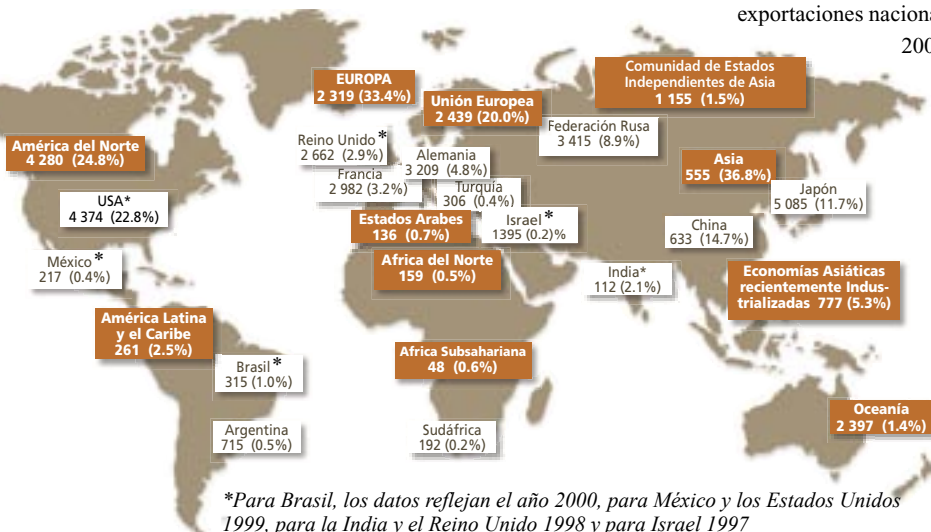 exportaciones naciona
200
EUROPA
2 319 (33.4%)
Comunidad de Estados
Independientes de Asia
1 155 (1.5%)
Unión Europea
2 439 (20.0%)
Federación Rusa
3 415 (8.9%)
América del Norte
4 280 (24.8%)
Reino Unido*
2 662 (2.9%)
Alemania
3 209 (4.8%)
Francia
2 982 (3.2%)
Turquía
306 (0.4%)
Asia
555 (36.8%)
Japón
5 085 (11.7%)
USA*
4 374 (22.8%)
Estados Arabes
136 (0.7%)
Israel*
1395 (0.2)%
China
633 (14.7%)
México*
217 (0.4%)
Africa del Norte
159 (0.5%)
India*
112 (2.1%)
Economías Asiáticas
recientemente Indus-
trializadas 777 (5.3%)
América Latina
y el Caribe
261 (2.5%)
Brasil*
315 (1.0%)
Africa Subsahariana
48 (0.6%)
Oceanía
2 397 (1.4%)
Argentina
715 (0.5%)
Sudáfrica
192 (0.2%)
*Para Brasil, los datos reflejan el año 2000, para México y los Estados Unidos
1999, para la India y el Reino Unido 1998 y para Israel 1997